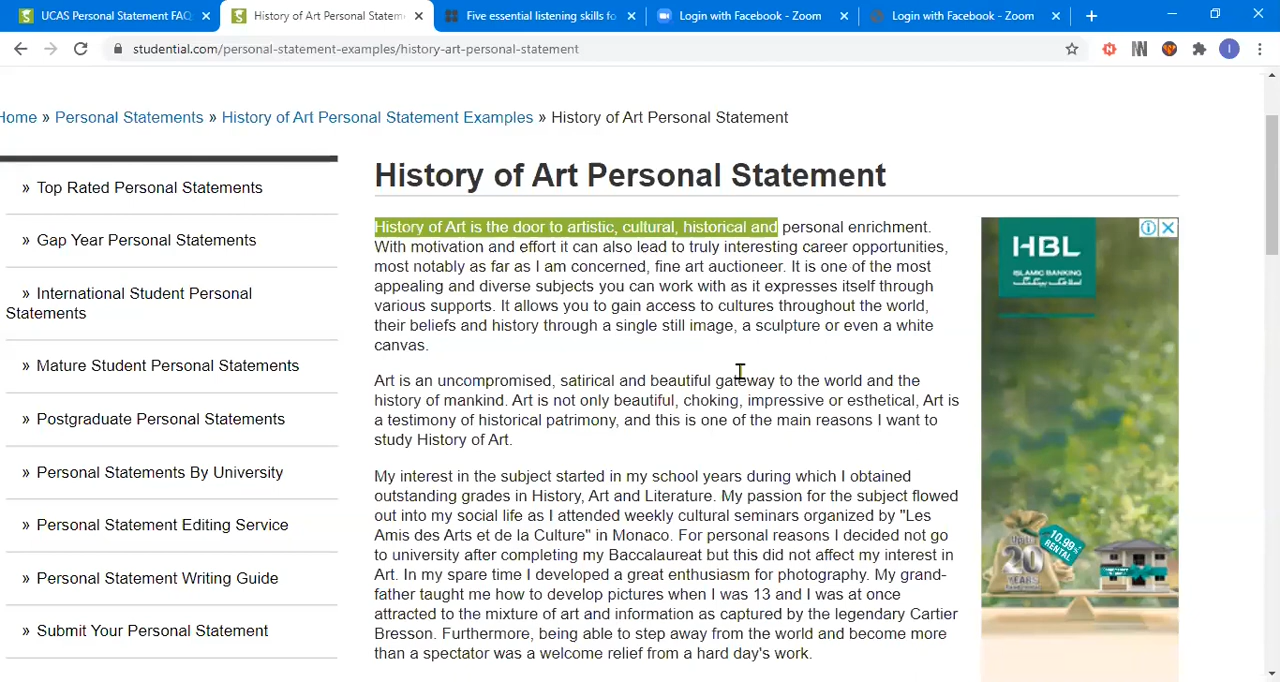 UCAS Personal Statement FAQ
History of Art Personal Stateme
Five essential listening skills fo
Login with Facebook - Zoom
Login with Facebook - Zoom
studential.com/personal-statement-examples/history-art-personal-statement
Home » Personal Statements » History of Art Personal Statement Examples » History of Art Personal Statement
» Top Rated Personal Statements
» Gap Year Personal Statements
» International Student Personal
Statements
» Mature Student Personal Statements
» Postgraduate Personal Statements
» Personal Statements By University
» Personal Statement Editing Service
» Personal Statement Writing Guide
» Submit Your Personal Statement
History of Art Personal Statement
History of Art is the door to artistic, cultural, historical and personal enrichment.
With motivation and effort it can also lead to truly interesting career opportunities,
most notably as far as I am concerned, fine art auctioneer. It is one of the most
appealing and diverse subjects you can work with as it expresses itself through
various supports. It allows you to gain access to cultures throughout the world,
their beliefs and history through a single still image, a sculpture or even a white
canvas.
Art is an uncompromised, satirical and beautiful gateway to the world and the
history of mankind. Art is not only beautiful, choking, impressive or esthetical, Art is
a testimony of historical patrimony, and this is one of the main reasons I want to
study History of Art.
My interest in the subject started in my school years during which I obtained
outstanding grades in History, Art and Literature. My passion for the subject flowed
out into my social life as I attended weekly cultural seminars organized by "Les
Amis des Arts et de la Culture" in Monaco. For personal reasons I decided not go
to university after completing my Baccalaureat but this did not affect my interest in
Art. In my spare time I developed a great enthusiasm for photography. My grand-
father taught me how to develop pictures when I was 13 and I was at once
attracted to the mixture of art and information as captured by the legendary Cartier
Bresson. Furthermore, being able to step away from the world and become more
than a spectator was a welcome relief from a hard day's work.
HBL
ISLAMIC BANKING
Upto
20
YEARS
10.99%
RENTAL